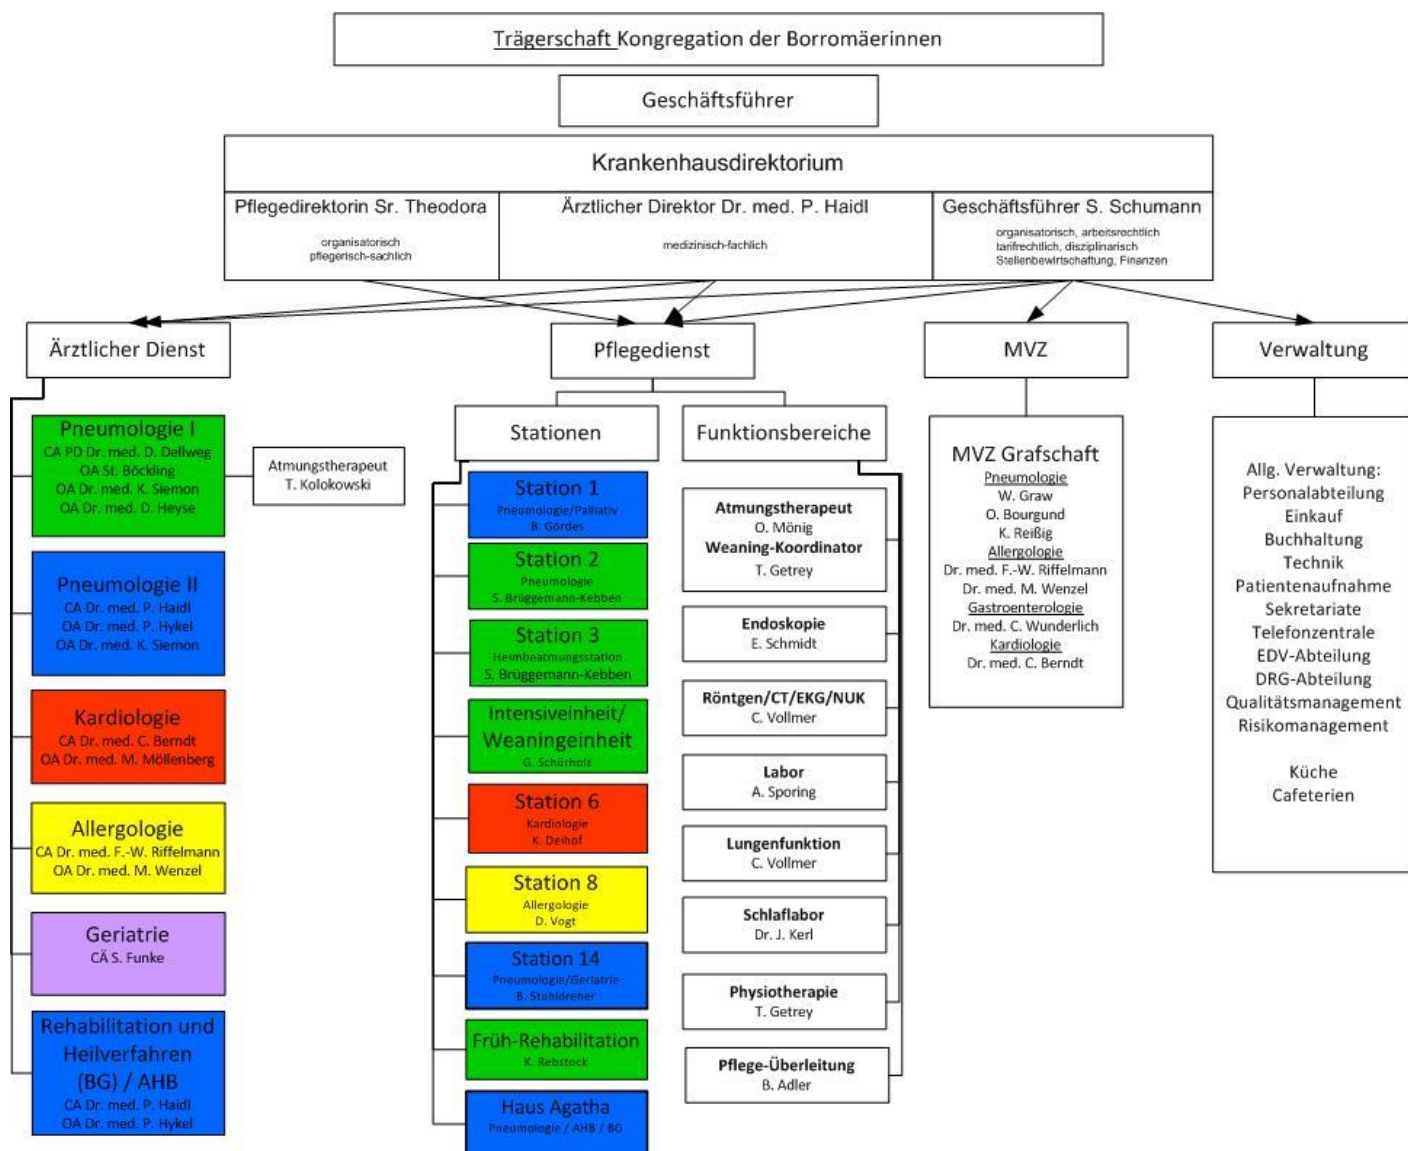 Trägerschaft Kongregation der Borromäerinnen
Geschäftsführer
Krankenhausdirektorium
Pflegedirektorin Sr. Theodora
organisatorisch
pflegerisch-sachlich
Ärztlicher Direktor Dr. med. P. Haidl
medizinisch-fachlich
Geschäftsführer S. Schumann
organisatorisch, arbeitsrechtlich
tarifrechtlich, disziplinarisch
Stellenbewirtschaftung, Finanzen
Ärztlicher Dienst
Pflegedienst
MVZ
Verwaltung
Pneumologie I
CA PD Dr. med. D. Dellweg
OA St. Böckling
OA Dr. med. K. Siemon
OA Dr. med. D. Heyse
Atmungstherapeut
T. Kolokowski
Pneumologie II
CA Dr. med. P. Haidl
OA Dr. med. P. Hykel
OA Dr. med. K. Siemon
Kardiologie
CA Dr. med. C. Berndt
OA Dr. med. M. Möllenberg
Allergologie
CA Dr. med. F.-W. Riffelmann
OA Dr. med. M. Wenzel
Geriatrie
CÄ S. Funke
Rehabilitation und
Heilverfahren
(BG) / AHB
CA Dr. med. P. Haidl
OA Dr. med. P. Hykel
Stationen
Station 1
Pneumologie/Palliativ
B. Gördes
Station 2
Pneumologie
S. Brüggemann-Kebben
Station 3
Heimbeatmungsstation
S. Brüggemann-Kebben
Intensiveinheit/
Weaningeinheit
G. Schürholz
Station 6
Kardiologie
K. Deihof
Station 8
Allergologie
D. Vogt
Station 14
Pneumologie/Geriatrie
B. Stuhldreher
Früh-Rehabilitation
K. Rebstock
Haus Agatha
Pneumologie / AHB / BG
Funktionsbereiche
Atmungstherapeut
O. Mönig
Weaning-Koordinator
T. Getrey
Endoskopie
E. Schmidt
Röntgen/CT/EKG/NUK
C. Vollmer
Labor
A. Sporing
Lungenfunktion
C. Vollmer
Schlaflabor
Dr. J. Kerl
Physiotherapie
T. Getrey
Pflege-Überleitung
B. Adler
MVZ Grafschaft
Pneumologie
W. Graw
O. Bourgund
K. Reißig
Allergologie
Dr. med. F.-W. Riffelmann
Dr. med. M. Wenzel
Gastroenterologie
Dr. med. C. Wunderlich
Kardiologie
Dr. med. C. Berndt
Allg. Verwaltung:
Personalabteilung
Einkauf
Buchhaltung
Technik
Patientenaufnahme
Sekretariate
Telefonzentrale
EDV-Abteilung
DRG-Abteilung
Qualitätsmanagement
Risikomanagement
Küche
Cafeterien